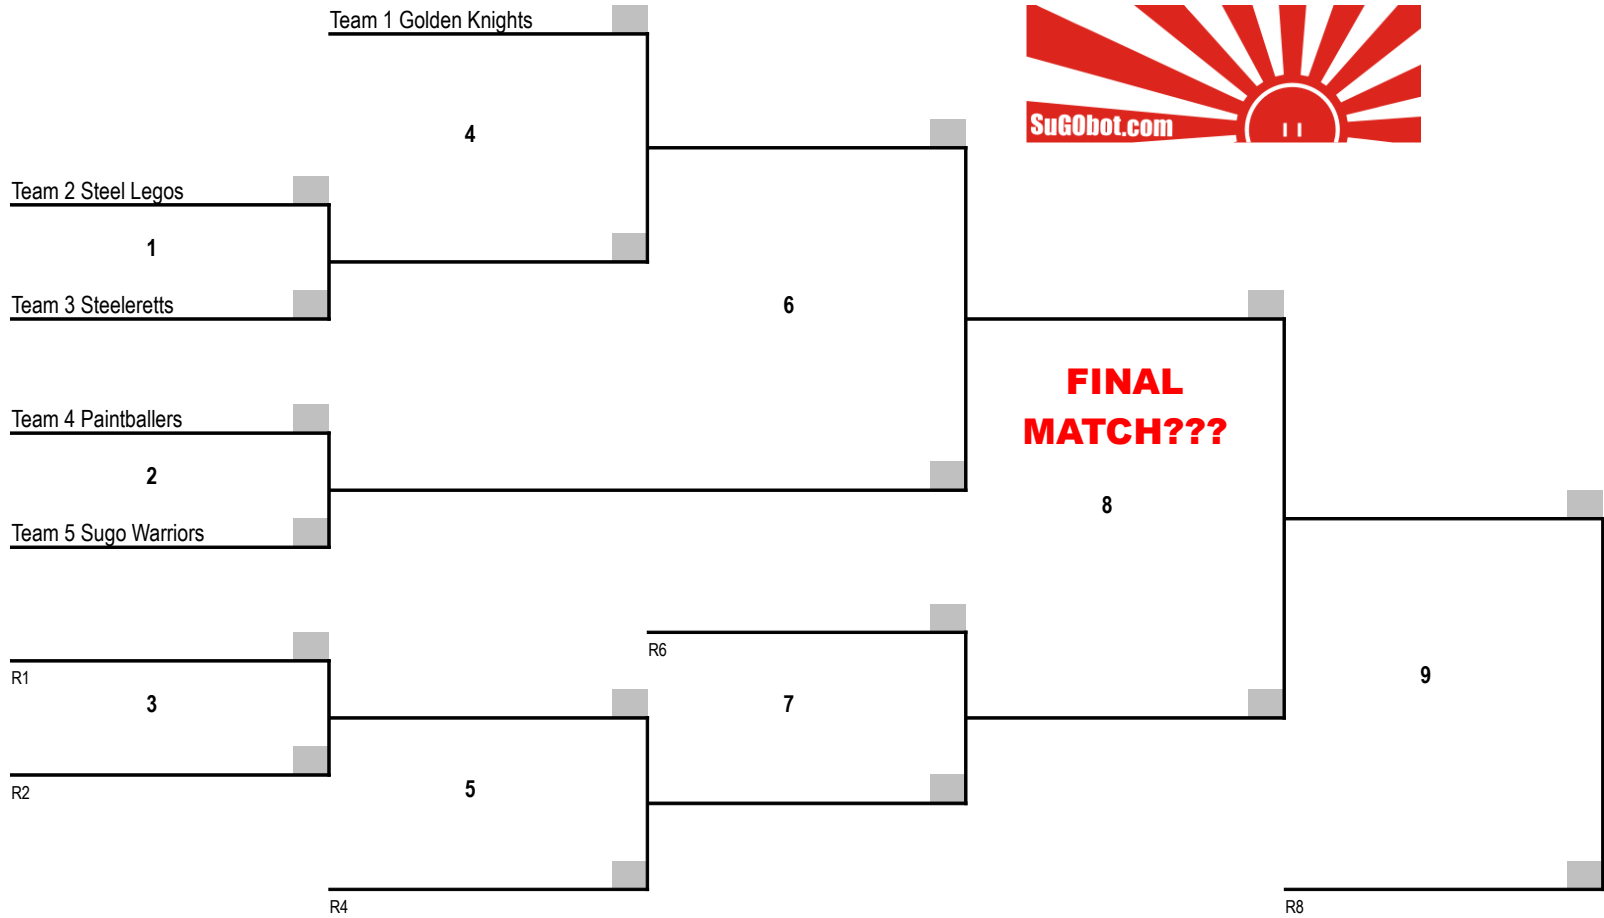 Team 1 Golden Knights
SuGObot.com
4
Team 2 Steel Legos
1
Team 3 Steeleretts
6
FINAL
MATCH???
Team 4 Paintballers
2
8
Team 5 Sugo Warriors
R6
R1
3
7
9
R2
5
R4
R8